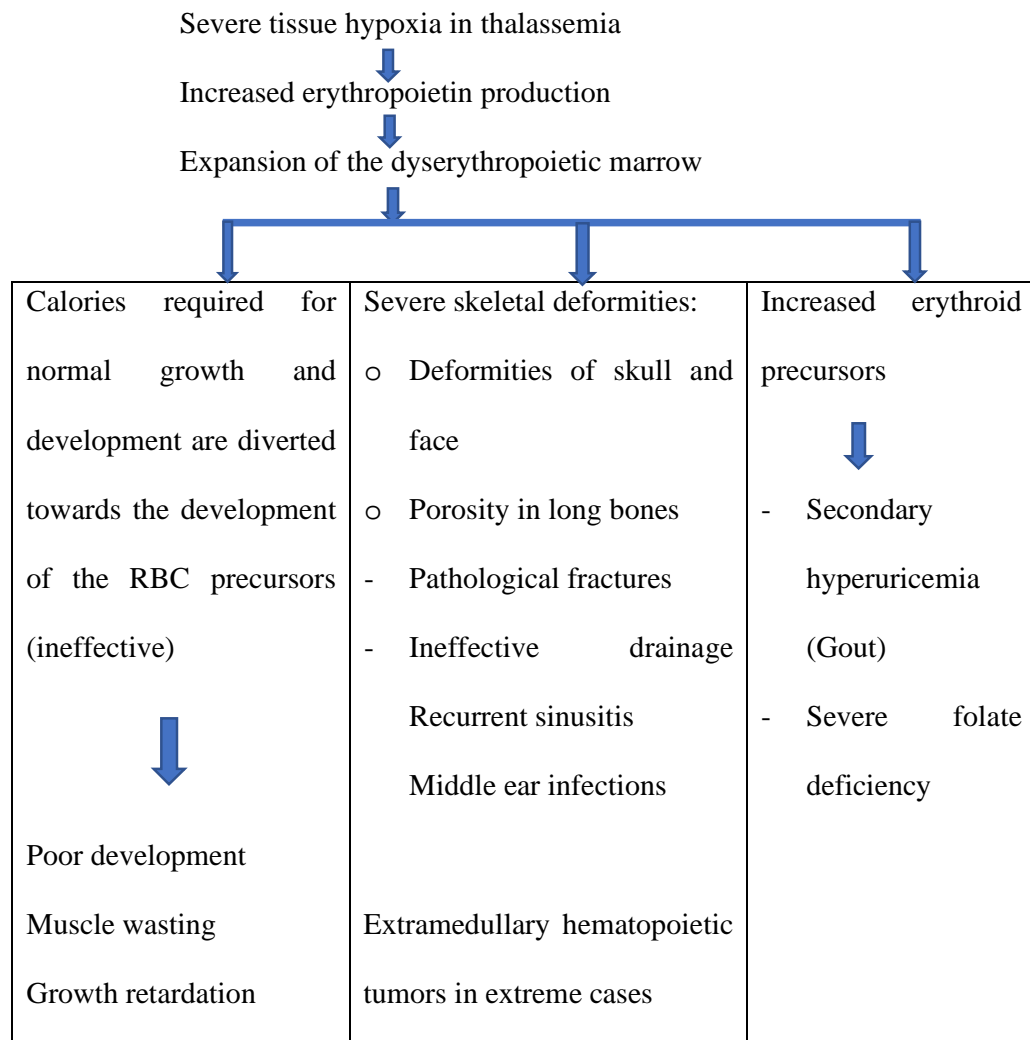 Severe tissue hypoxia in thalassemia
Increased erythropoietin production
Expansion of the dyserythropoietic marrow
Calories required for
normal growth and
development are diverted
towards the development
of the RBC precursors
(ineffective)
Poor development
Muscle wasting
Growth retardation
Severe skeletal deformities:
o Deformities of skull and
face
o Porosity in long bones
- Pathological fractures
- Ineffective drainage
Recurrent sinusitis
Middle ear infections
Extramedullary hematopoietic
tumors in extreme cases
Increased erythroid
precursors
- Secondary
hyperuricemia
(Gout)
- Severe folate
deficiency